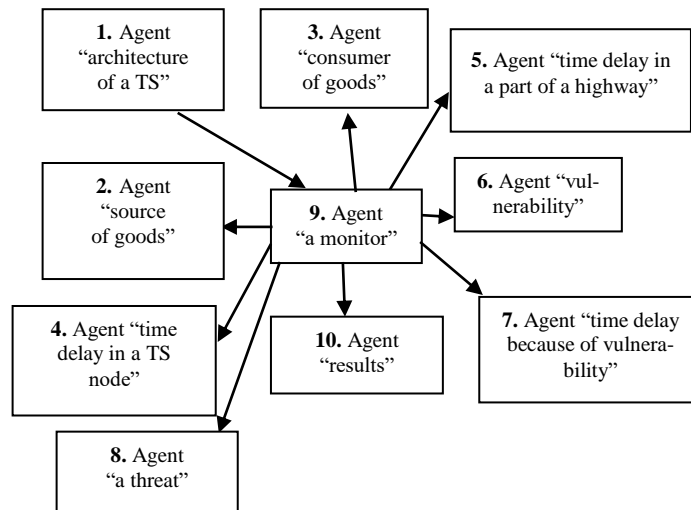 1. Agent
“architecture
of a TS”
3. Agent
“consumer
of goods”
5. Agent “time delay in
a part of a highway”
2. Agent
“source
of goods”
9. Agent
“a monitor”
6. Agent “vul-
nerability”
4. Agent “time
delay in a TS
node”
10. Agent
“results”
7. Agent “time delay
because of vulnera-
bility”
8. Agent
“a threat”